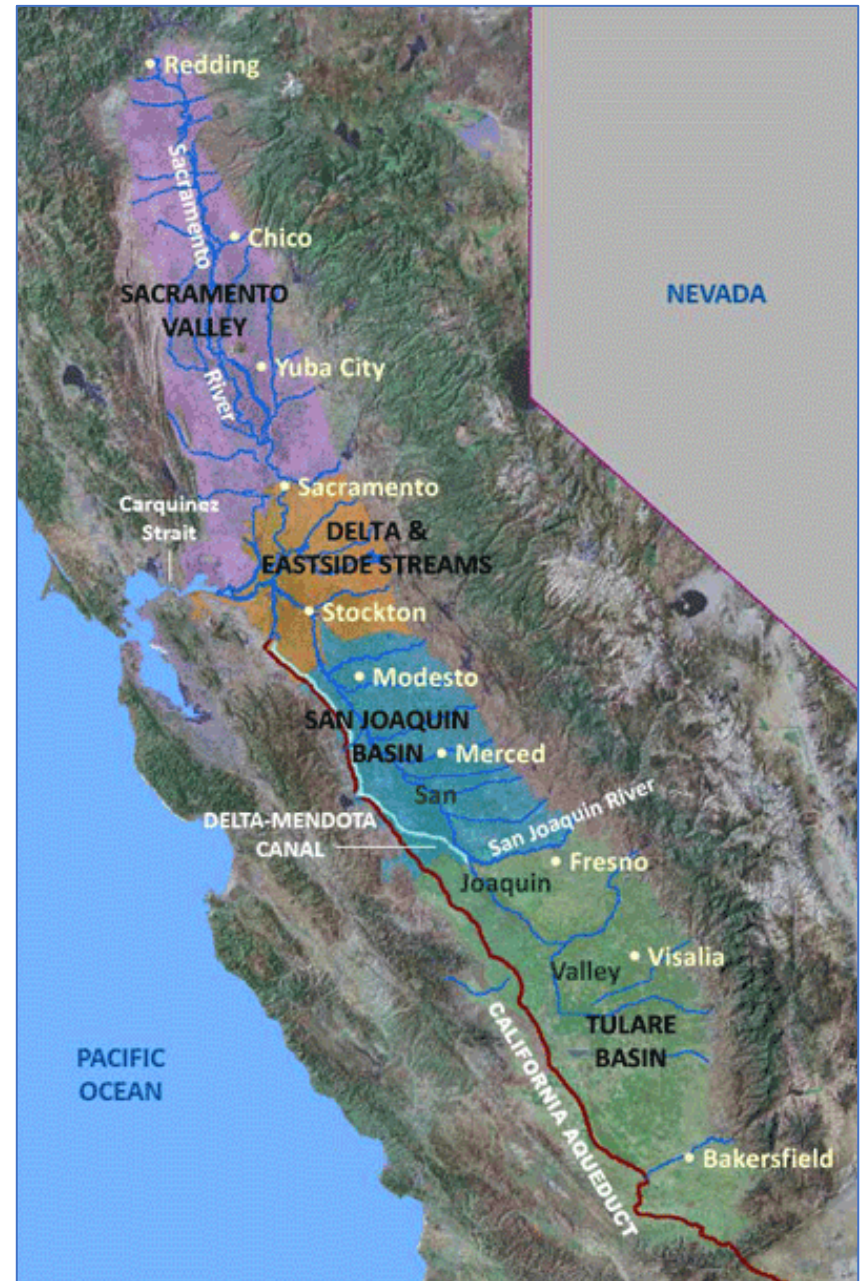 Redding
Sacramento
River
Chico
SACRAMENTO
VALLEY
NEVADA
Yuba City
Sacramento
Carquinez
Strait
DELTA &
EASTSIDE STREAMS
Stockton
Modesto
SAN JOAQUIN
BASIN
Merced
San
Joaquin
Valley
San Joaquin River
DELTA-MENDOTA
CANAL
Fresno
Visalia
TULARE
BASIN
CALIFORNIA AQUEDUCT
PACIFIC
OCEAN
Bakersfield